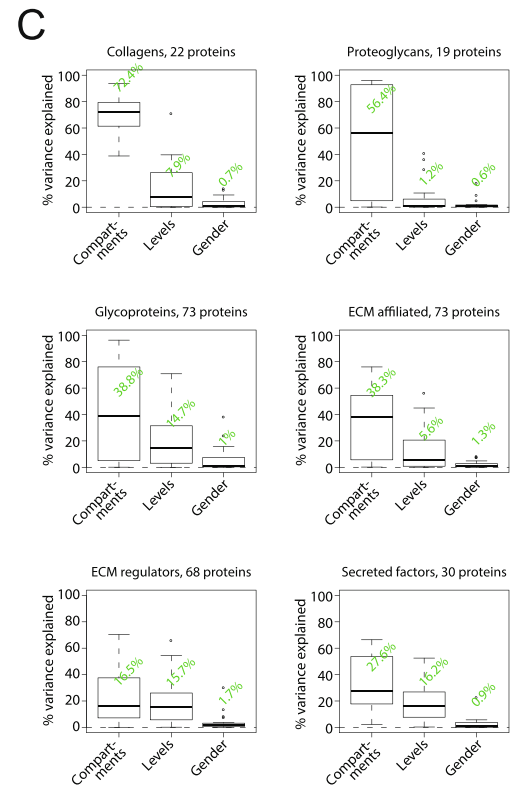 C
Collagens, 22 proteins
% variance explained
100
80
60
40
20
0
72.4%
7.9%
0.7%
Compart-
ments
Levels
Gender
Proteoglycans, 19 proteins
% variance explained
100
80
60
40
20
0
56.4%
1.2%
0.6%
Compart-
ments
Levels
Gender
Glycoproteins, 73 proteins
% variance explained
100
80
60
40
20
0
38.8%
14.7%
1%
Compart-
ments
Levels
Gender
ECM affiliated, 73 proteins
% variance explained
100
80
60
40
20
0
38.3%
5.6%
1.3%
Compart-
ments
Levels
Gender
ECM regulators, 68 proteins
% variance explained
100
80
60
40
20
0
16.5%
15.7%
1.7%
Compart-
ments
Levels
Gender
Secreted factors, 30 proteins
% variance explained
100
80
60
40
20
0
27.6%
16.2%
0.9%
Compart-
ments
Levels
Gender